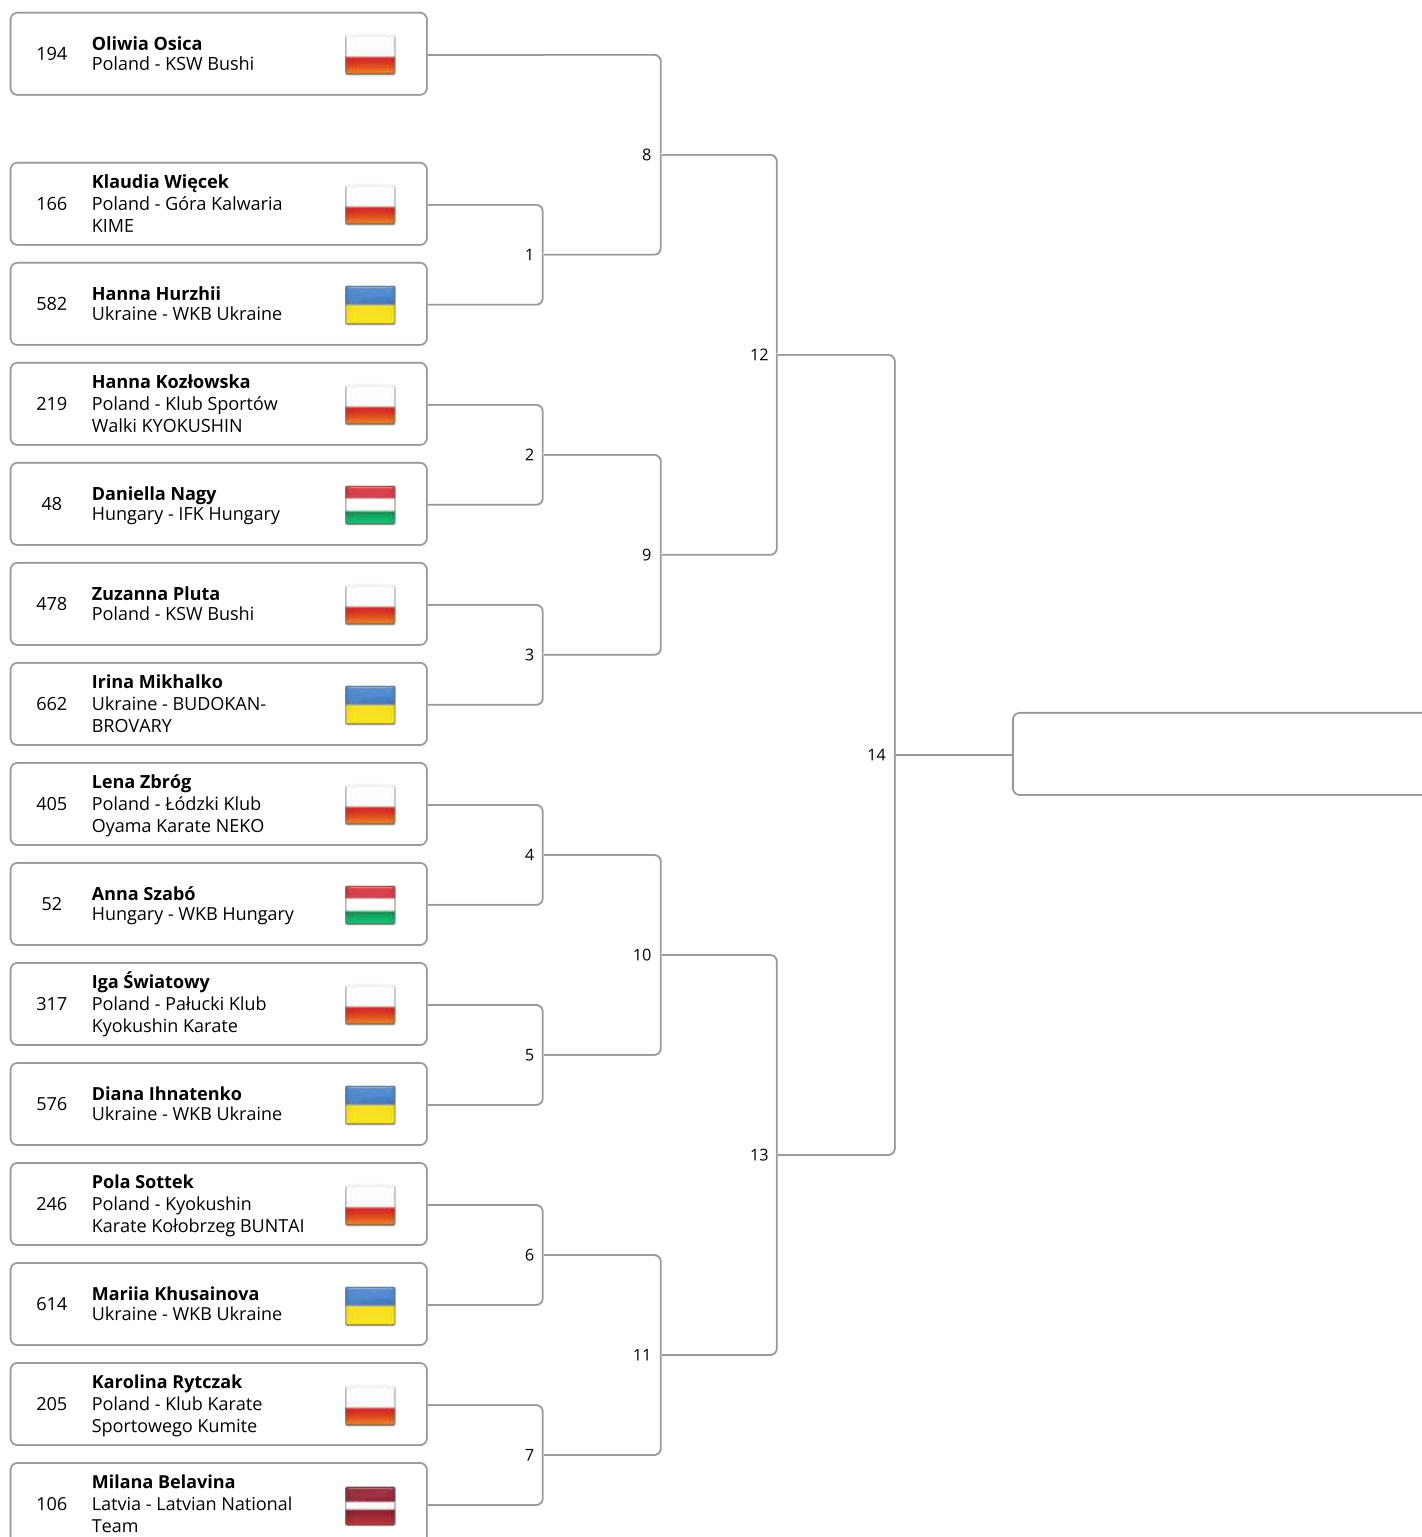 194
Oliwia Osica
Poland - KSW Bushi
8
166
Klaudia Więcek
Poland - Góra Kalwaria
KIME
1
582
Hanna Hurzhii
Ukraine - WKB Ukraine
12
219
Hanna Kozłowska
Poland - Klub Sportów
Walki KYOKUSHIN
2
48
Daniella Nagy
Hungary - IFK Hungary
9
478
Zuzanna Pluta
Poland - KSW Bushi
3
662
Irina Mikhalko
Ukraine - BUDOKAN-
BROVARY
14
405
Lena Zbróg
Poland - Łódzki Klub
Oyama Karate NEKO
4
52
Anna Szabó
Hungary - WKB Hungary
10
317
Iga Światowy
Poland - Pałucki Klub
Kyokushin Karate
5
576
Diana Ihnatenko
Ukraine - WKB Ukraine
13
246
Pola Sottek
Poland - Kyokushin
Karate Kołobrzeg BUNTAI
6
614
Mariia Khusainova
Ukraine - WKB Ukraine
11
205
Karolina Rytczak
Poland - Klub Karate
Sportowego Kumite
7
106
Milana Belavina
Latvia - Latvian National
Team